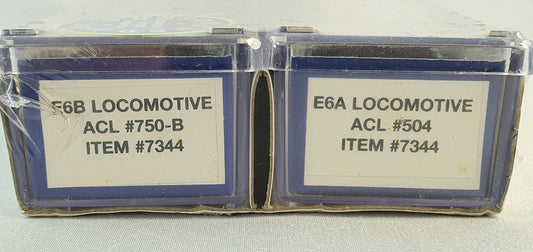 E6B LOCOMOTIVE
ACL #750-B
ITEM #7344
E6A LOCOMOTIVE
ACL #504
ITEM #7344